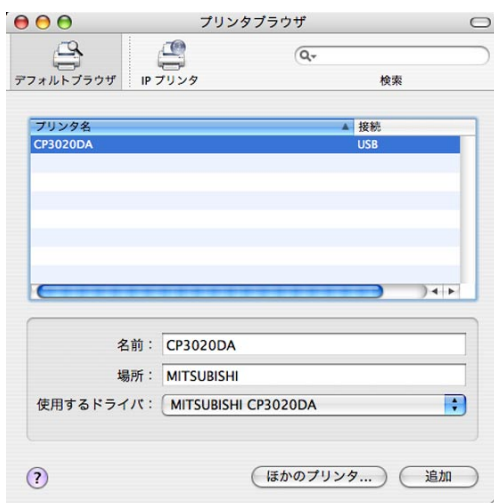 プリンタブラウザ
デフォルトブラウザ
IP プリンタ
検索
プリンタ名 接続
CP3020DA USB
名前： CP3020DA
場所： MITSUBISHI
使用するドライバ： MITSUBISHI CP3020DA
? ほかのプリンタ... 追加